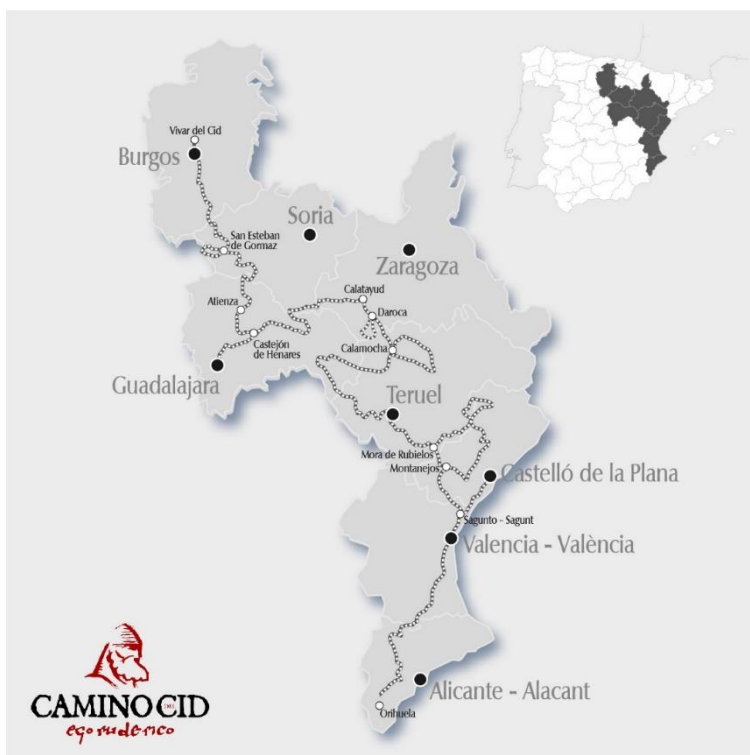 Vivar del Cid
Burgos
Soria
San Esteban
de Gormaz
Zaragoza
Calatayud
Atienza
Daroca
Castejón
de Henares
Calamocha
Guadalajara
Teruel
Mora de Rubielos
Montanejos
Castelló de la Plana
Sagunto - Sagunt
Valencia - València
Alicante - Alacant
Orihuela
CAMINO DEL CID
ego ruderico